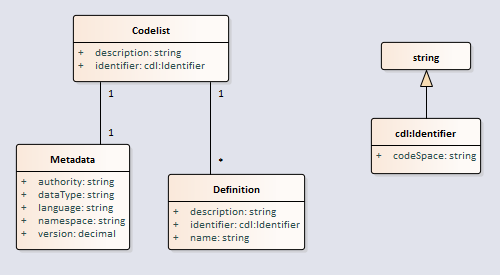 Codelist
+ description: string
+ identifier: cdl:Identifier
1
1
1
*
Metadata
+ authority: string
+ dataType: string
+ language: string
+ namespace: string
+ version: decimal
Definition
+ description: string
+ identifier: cdl:Identifier
+ name: string
string
cdl:Identifier
+ codeSpace: string